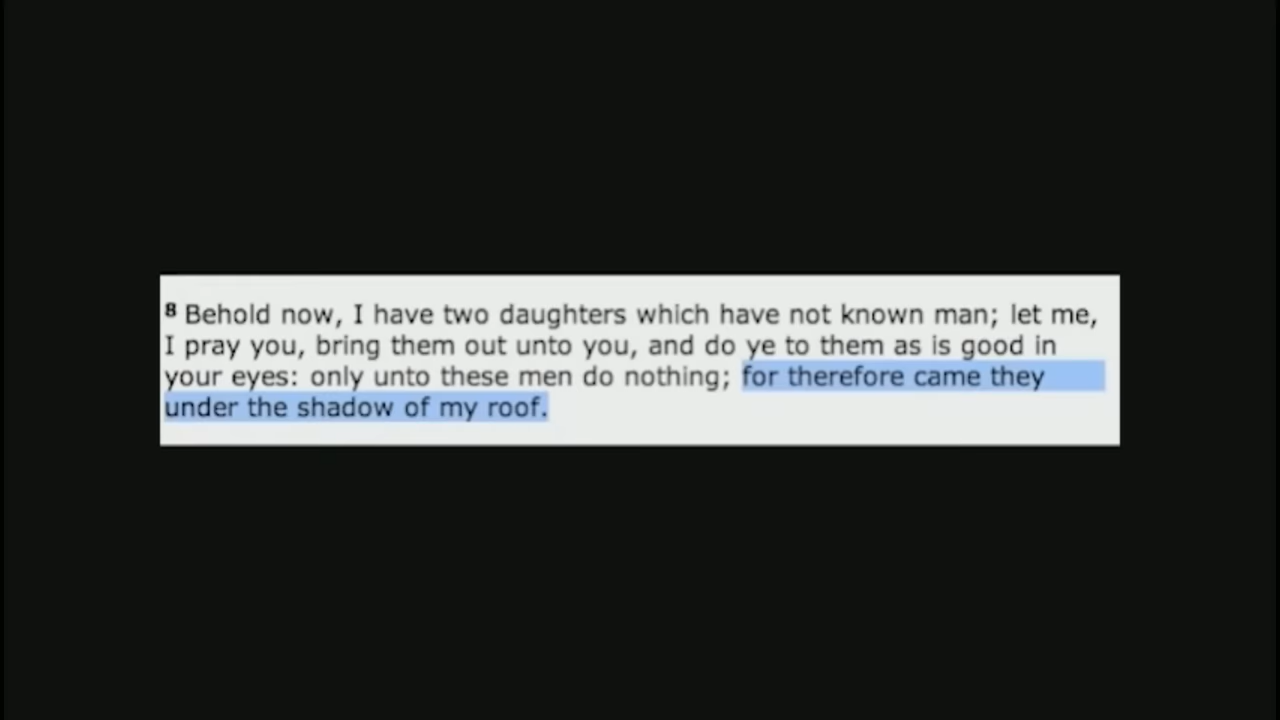 8 Behold now, I have two daughters which have not known man; let me,
I pray you, bring them out unto you, and do ye to them as is good in
your eyes: only unto these men do nothing; for therefore came they
under the shadow of my roof.